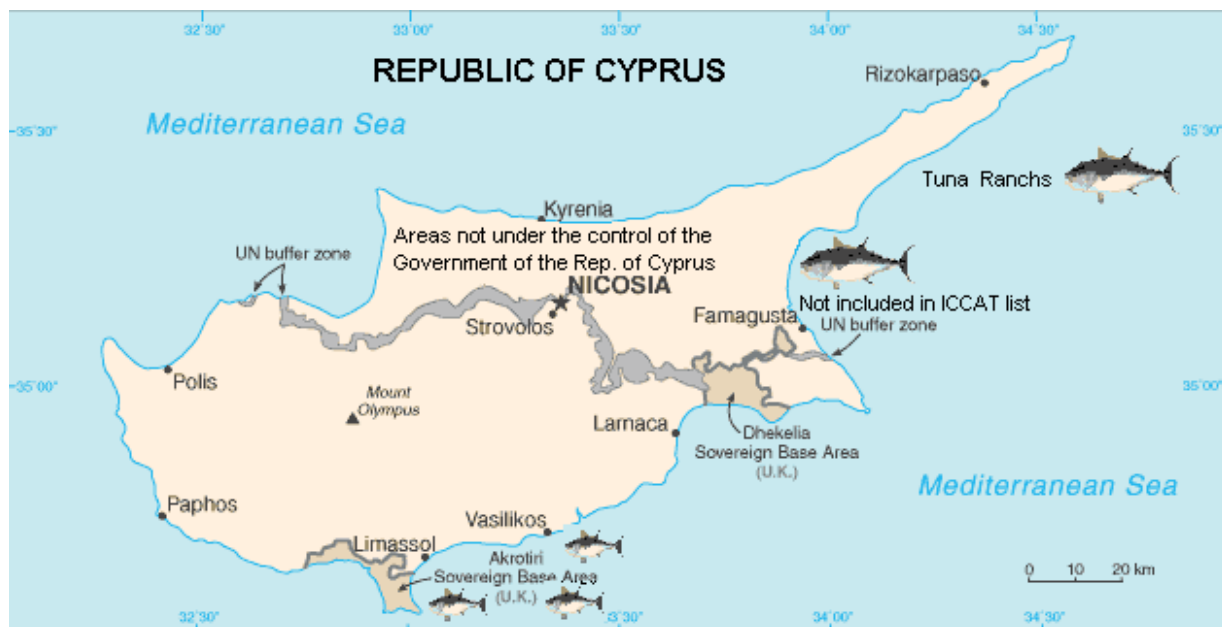 32°30"
33°00"
33°30"
34°00"
34°30"
REPUBLIC OF CYPRUS
Rizokarpaso
Mediterranean Sea
35°30"
35°30"
Tuna Ranchs
Kyrenia
Areas not under the control of the
Government of the Rep. of Cyprus
UN buffer zone
NICOSIA
Not included in ICCAT list
Strovolos
Famagusta
UN buffer zone
Polis
35°00"
35°00"
Mount
Olympus
Larnaca
Dhekelia
Sovereign Base Area
(U.K.)
Mediterranean Sea
Paphos
Vasilikos
Limassol
Akrotiri
Sovereign Base Area
(U.K.)
0 10 20 km
32°30"
33°00"
33°30"
34°00"
34°30"